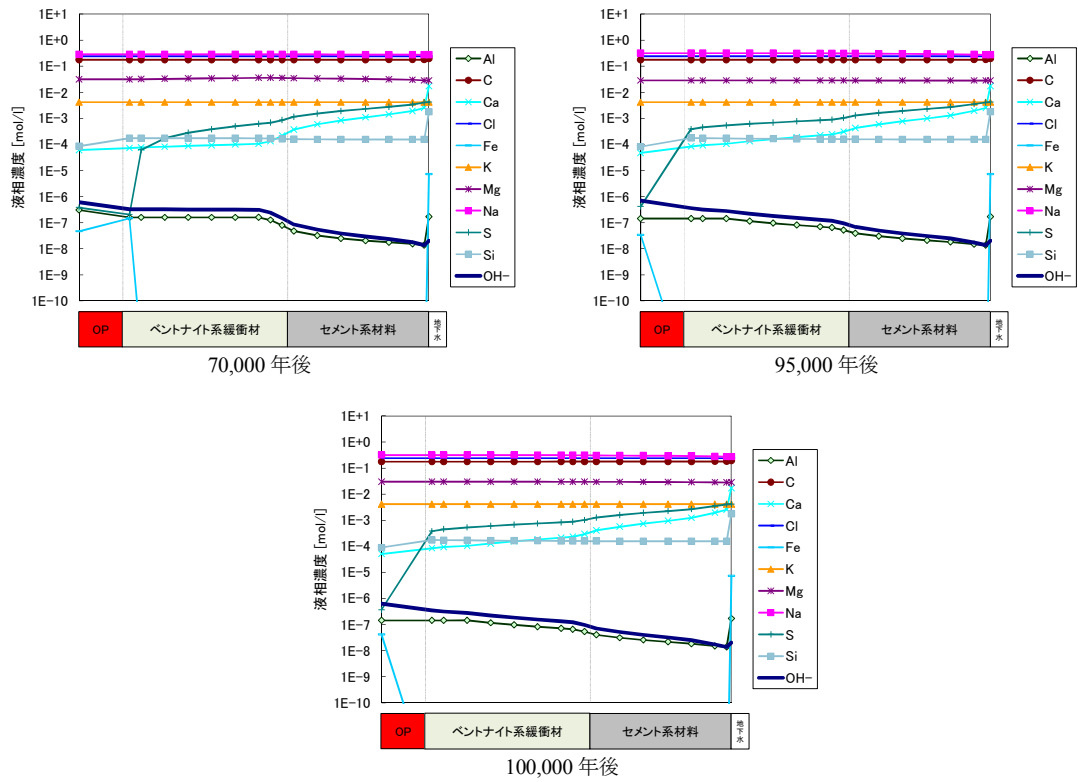 1E+1
1E+0
1E-1
1E-2
1E-3
1E-4
1E-5
1E-6
1E-7
1E-8
1E-9
1E-10
液相濃度 [mol/l]
Al
C
Ca
Cl
Fe
K
Mg
Na
S
Si
OH-
OP
ベントナイト系緩衝材
セメント系材料
地下水
70,000 年後
1E+1
1E+0
1E-1
1E-2
1E-3
1E-4
1E-5
1E-6
1E-7
1E-8
1E-9
1E-10
液相濃度 [mol/l]
Al
C
Ca
Cl
Fe
K
Mg
Na
S
Si
OH-
OP
ベントナイト系緩衝材
セメント系材料
地下水
95,000 年後
1E+1
1E+0
1E-1
1E-2
1E-3
1E-4
1E-5
1E-6
1E-7
1E-8
1E-9
1E-10
液相濃度 [mol/l]
Al
C
Ca
Cl
Fe
K
Mg
Na
S
Si
OH-
OP
ベントナイト系緩衝材
セメント系材料
地下水
100,000 年後